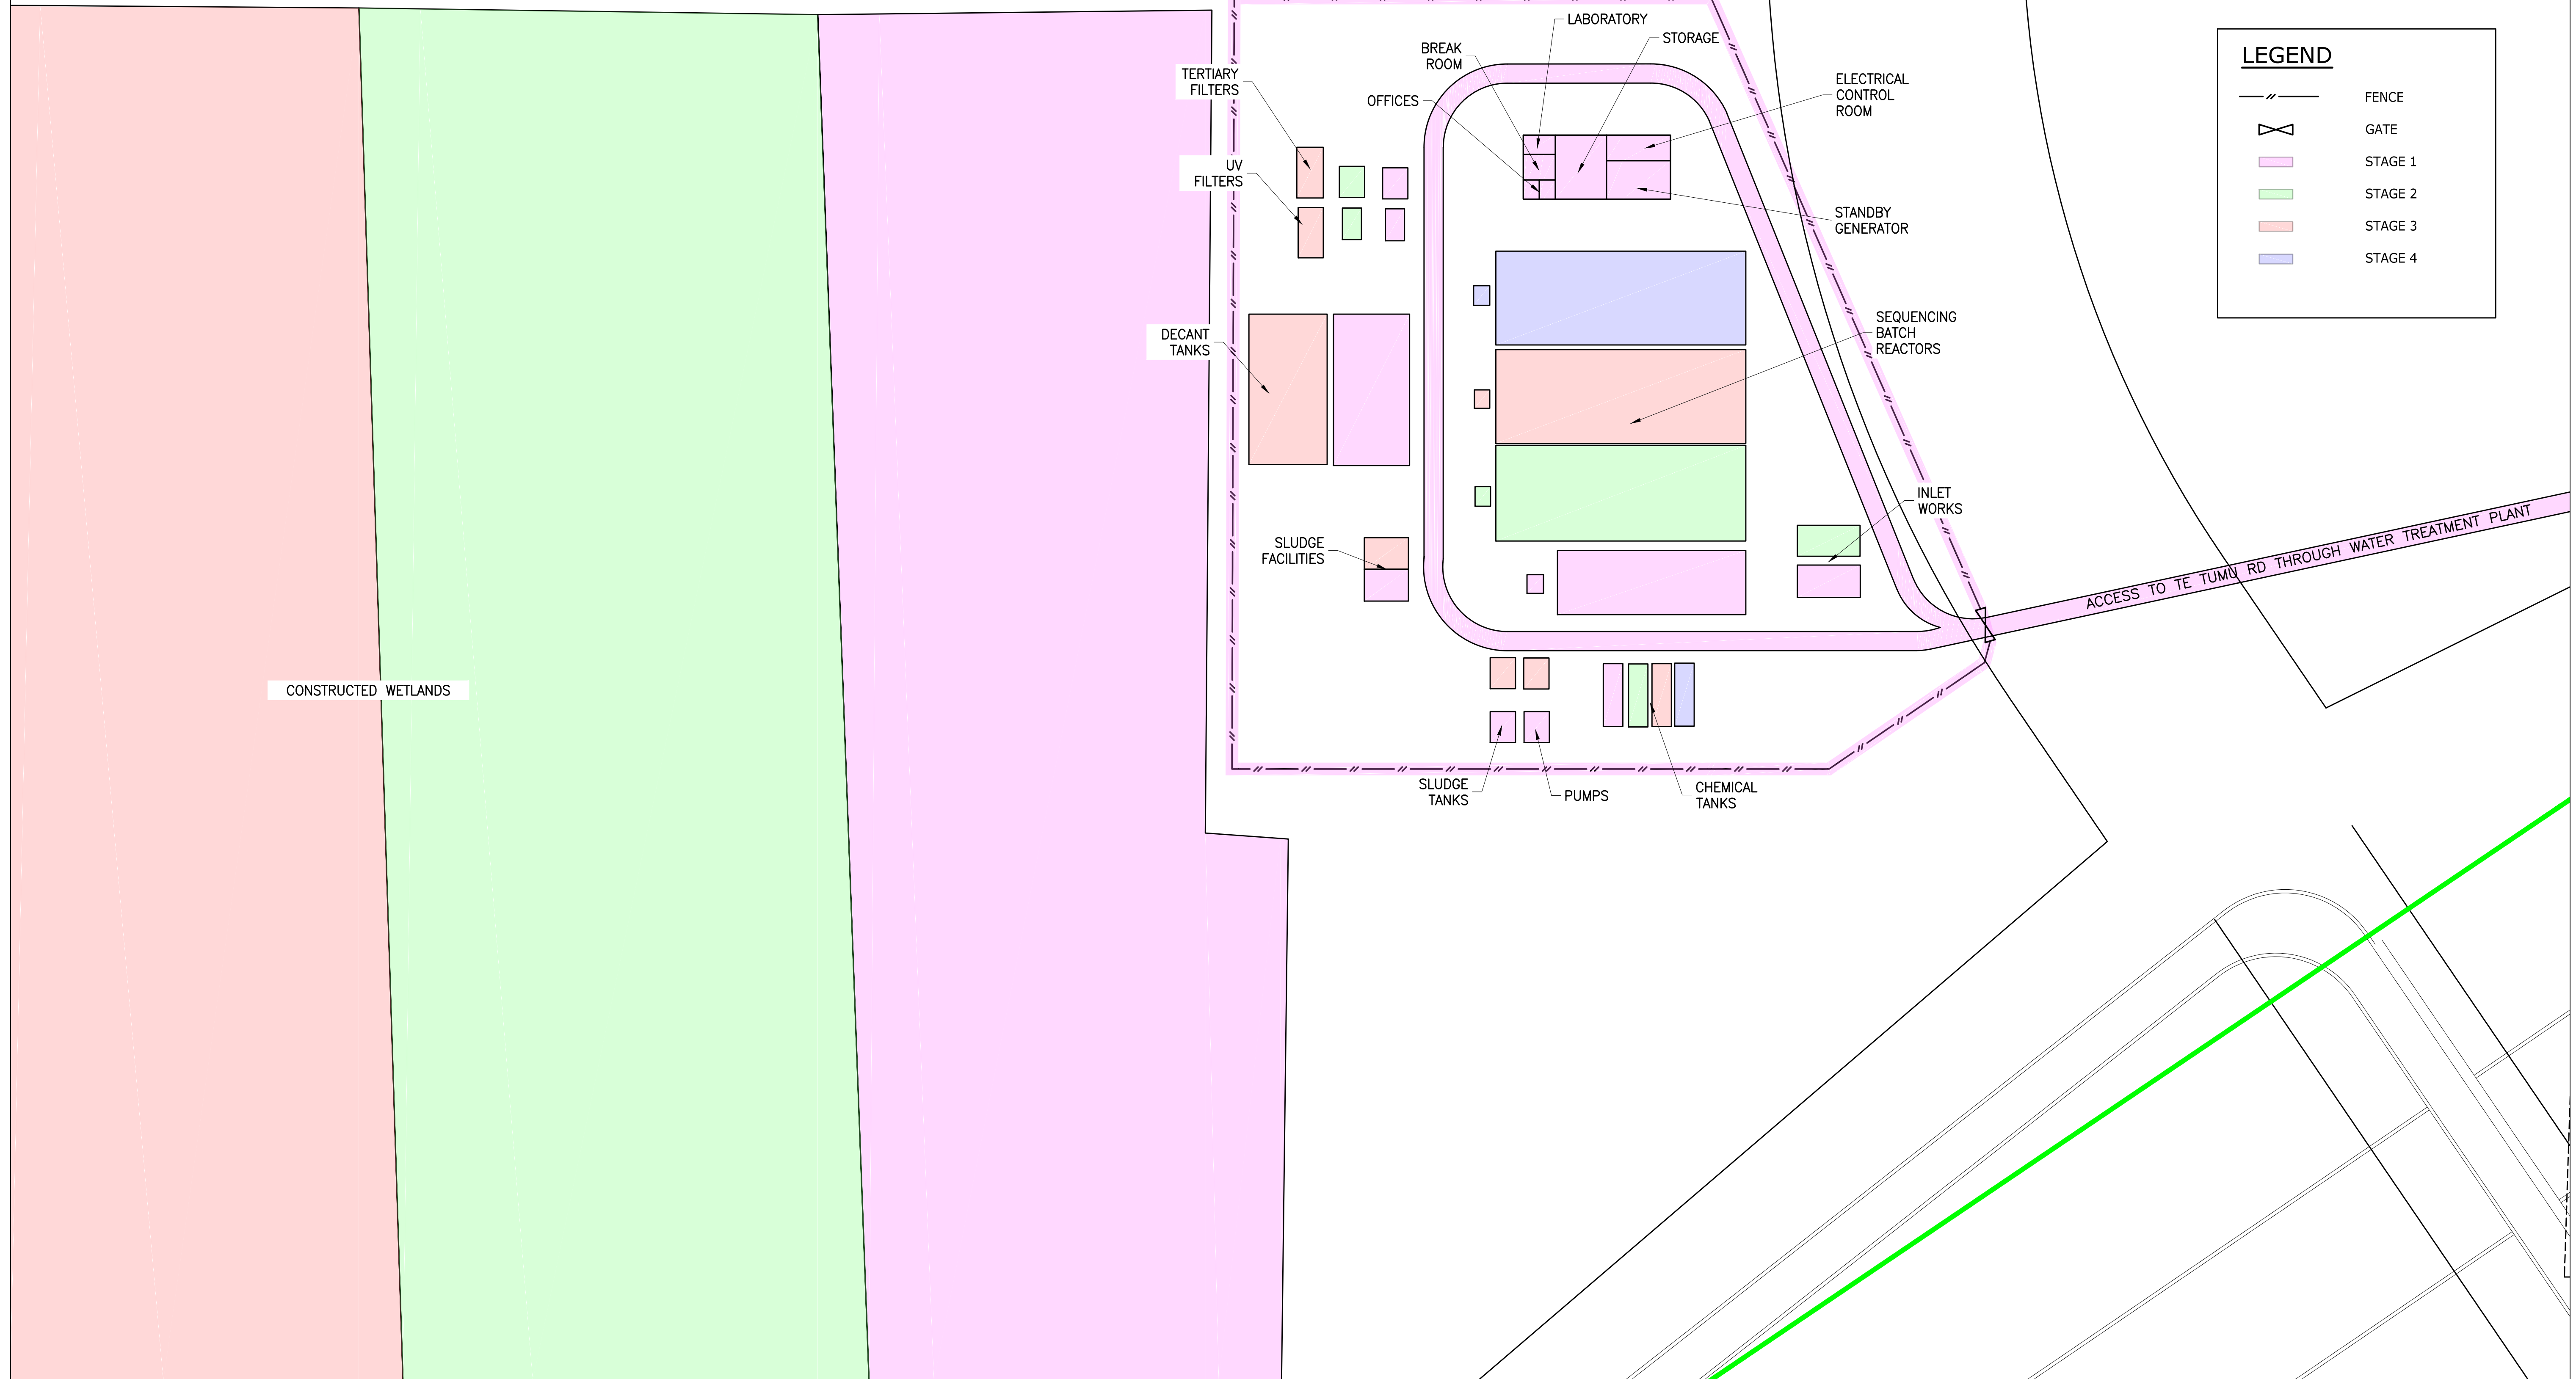 LABORATORY
STORAGE
BREAK
ROOM
TERTIARY
FILTERS
OFFICES
ELECTRICAL
CONTROL
ROOM
UV
FILTERS
STANDBY
GENERATOR
DECANT
TANKS
SEQUENCING
BATCH
REACTORS
INLET
WORKS
SLUDGE
FACILITIES
ACCESS TO TE TUMU RD THROUGH WATER TREATMENT PLANT
CONSTRUCTED WETLANDS
SLUDGE
TANKS
PUMPS
CHEMICAL
TANKS
LEGEND
FENCE
GATE
STAGE 1
STAGE 2
STAGE 3
STAGE 4